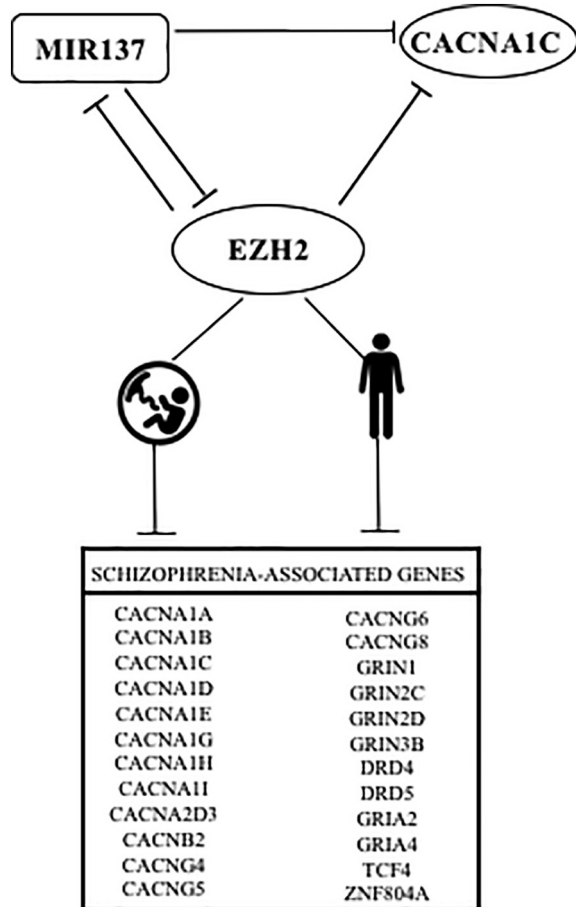 MIR137
CACNA1C
EZH2
SCHIZOPHRENIA-ASSOCIATED GENES
CACNA1A
CACNA1B
CACNA1C
CACNA1D
CACNA1E
CACNA1G
CACNA1H
CACNA1I
CACNA2D3
CACNB2
CACNG4
CACNG5
CACNG6
CACNG8
GRIN1
GRIN2C
GRIN2D
GRIN3B
DRD4
DRD5
GRIA2
GRIA4
TCF4
ZNF804A